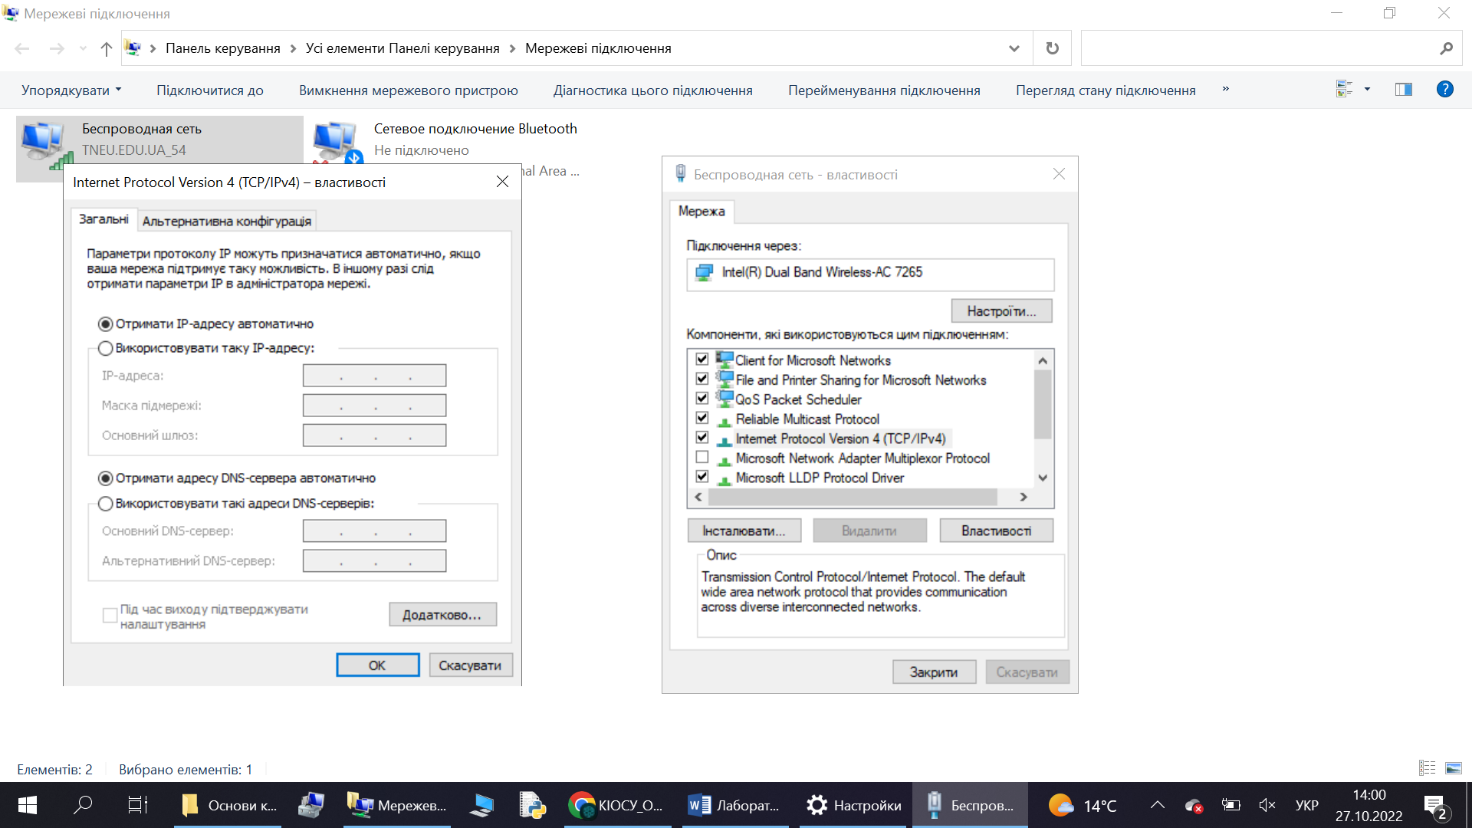 Мережеві підключення
Панель керування > Усі елементи Панелі керування > Мережеві підключення
Упорядкувати Підключитися до Вимкнення мережевого пристрою Діагностика цього підключення Перейменування підключення Перегляд стану підключення »
Беспроводная сеть
TNEU.EDU.UA_54
Сетевое подключение Bluetooth
Не підключено
nal Area ...
Internet Protocol Version 4 (TCP/IPv4) – властивості
Загальні Альтернативна конфігурація
Параметри протоколу IP можуть призначатися автоматично, якщо
ваша мережа підтримує таку можливість. В іншому разі слід
отримати параметри IP в адміністратора мережі.
Отримати IP-адресу автоматично
Використовувати таку IP-адресу:
IP-адреса:
Маска підмережі:
Основний шлюз:
Отримати адресу DNS-сервера автоматично
Використовувати такі адреси DNS-серверів:
Основний DNS-сервер:
Альтернативний DNS-сервер:
Під час виходу підтверджувати
налаштування
Додатково...
OK Скасувати
Беспроводная сеть - властивості
Мережа
Підключення через:
Intel(R) Dual Band Wireless-AC 7265
Настроїти...
Компоненти, які використовуються цим підключенням:
Client for Microsoft Networks
File and Printer Sharing for Microsoft Networks
QoS Packet Scheduler
Reliable Multicast Protocol
Internet Protocol Version 4 (TCP/IPv4)
Microsoft Network Adapter Multiplexor Protocol
Microsoft LLDP Protocol Driver
Інсталювати... Видалити Властивості
Опис
Transmission Control Protocol/Internet Protocol. The default
wide area network protocol that provides communication
across diverse interconnected networks.
Закрити Скасувати
Елементів: 2 Вибрано елементів: 1
Основи к... Мережев... КІОСУ_О... Лаборат... Настройки Беспров... 14°C УКР
14:00
27.10.2022
2